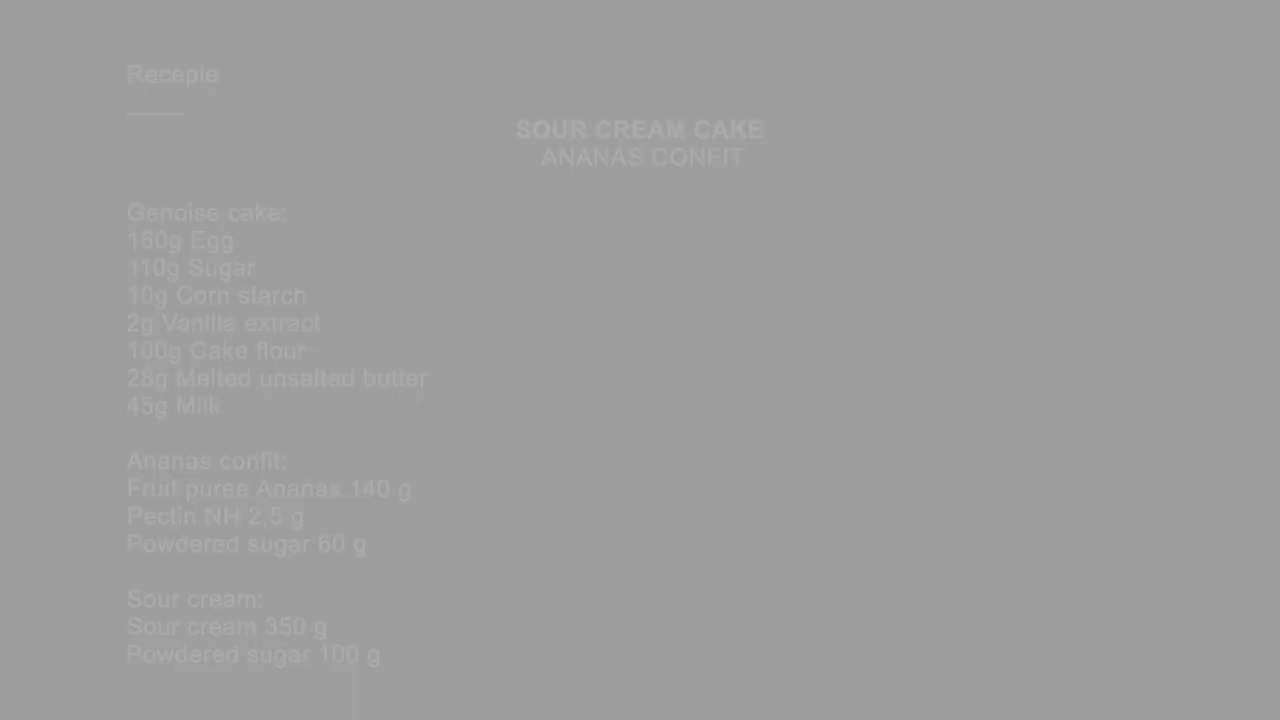 Recepie
SOUR CREAM CAKE
ANANAS CONFIT
Genoise cake:
160g Egg
110g Sugar
10g Corn starch
2g Vanilla extract
100g Cake flour
28g Melted unsalted butter
45g Milk
Ananas confit:
Fruit puree Ananas 140 g
Pectin NH 2,5 g
Powdered sugar 60 g
Sour cream:
Sour cream 350 g
Powdered sugar 100 g